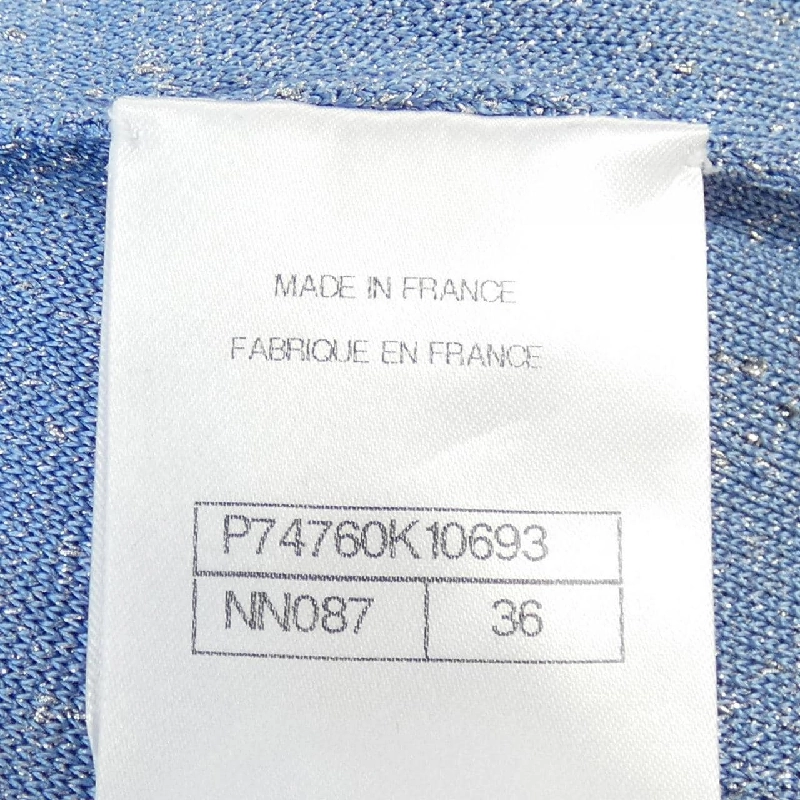 MADE IN FRANCE
FABRIQUE EN FRANCE
P74760K10693
NN087 36